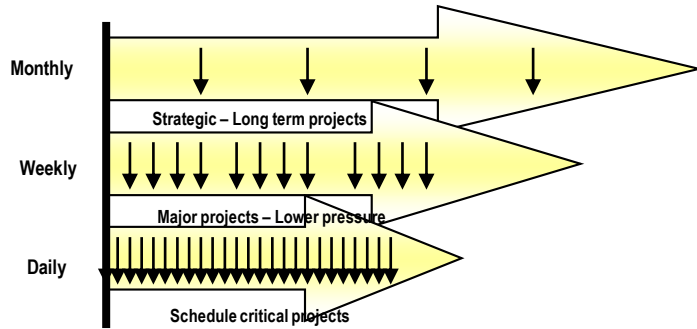 Monthly
Strategic – Long term projects
Weekly
Major projects – Lower pressure
Daily
Schedule critical projects